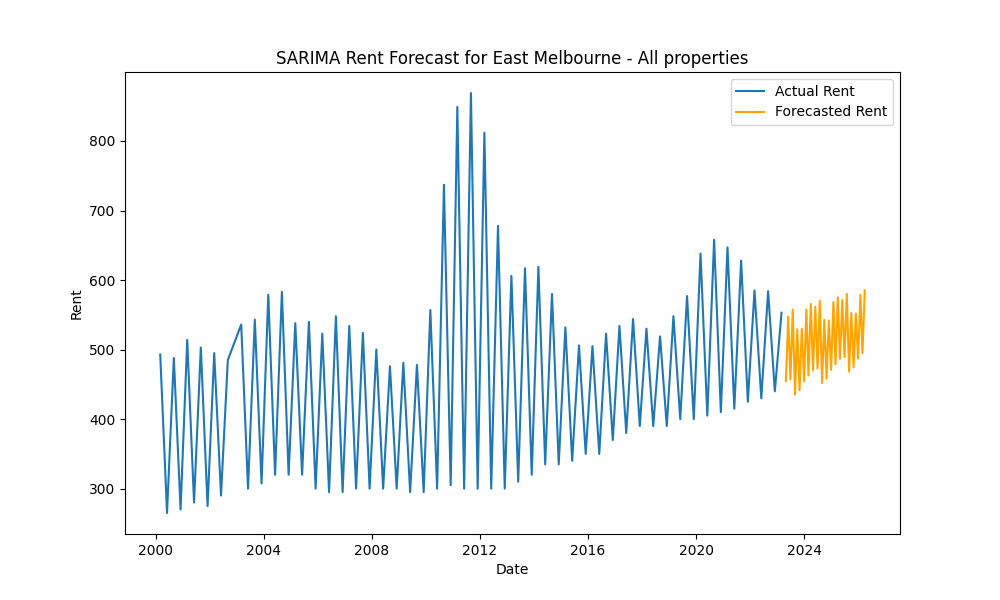 SARIMA Rent Forecast for East Melbourne - All properties
Actual Rent
Forecasted Rent
800
700
600
500
400
300
Rent
2000 2004 2008 2012 2016 2020 2024
Date